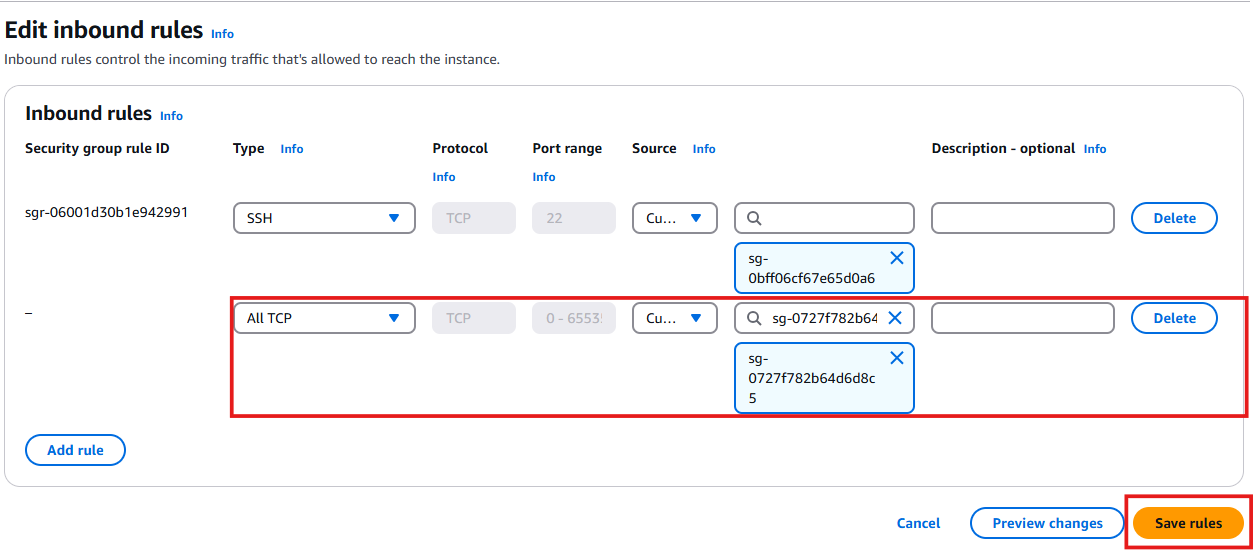 Edit inbound rules Info
Inbound rules control the incoming traffic that's allowed to reach the instance.
Inbound rules Info
Security group rule ID
Type Info
Protocol
Info
Port range
Info
Source Info
Description - optional Info
sgr-06001d30b1e942991
SSH
TCP
22
Cu...
sg-
0bff06cf67e65d0a6
Delete
–
All TCP
TCP
0 - 6553
Cu...
sg-0727f782b64
sg-
0727f782b64d6d8c
5
Delete
Add rule
Cancel
Preview changes
Save rules